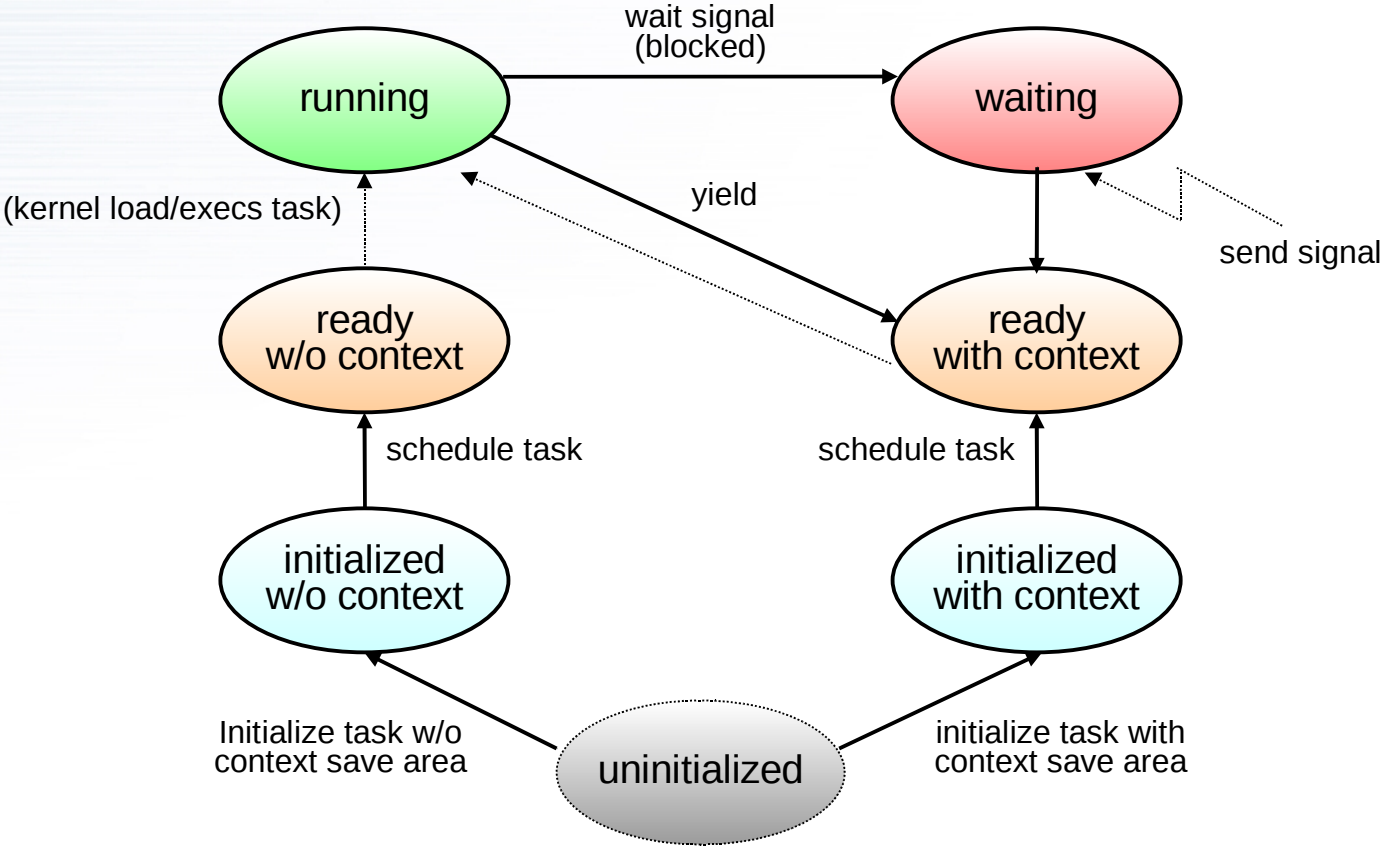 wait signal
(blocked)
running
waiting
yield
(kernel load/execs task)
send signal
ready
w/o context
ready
with context
schedule task
schedule task
initialized
w/o context
initialized
with context
Initialize task w/o
context save area
initialize task with
context save area
uninitialized